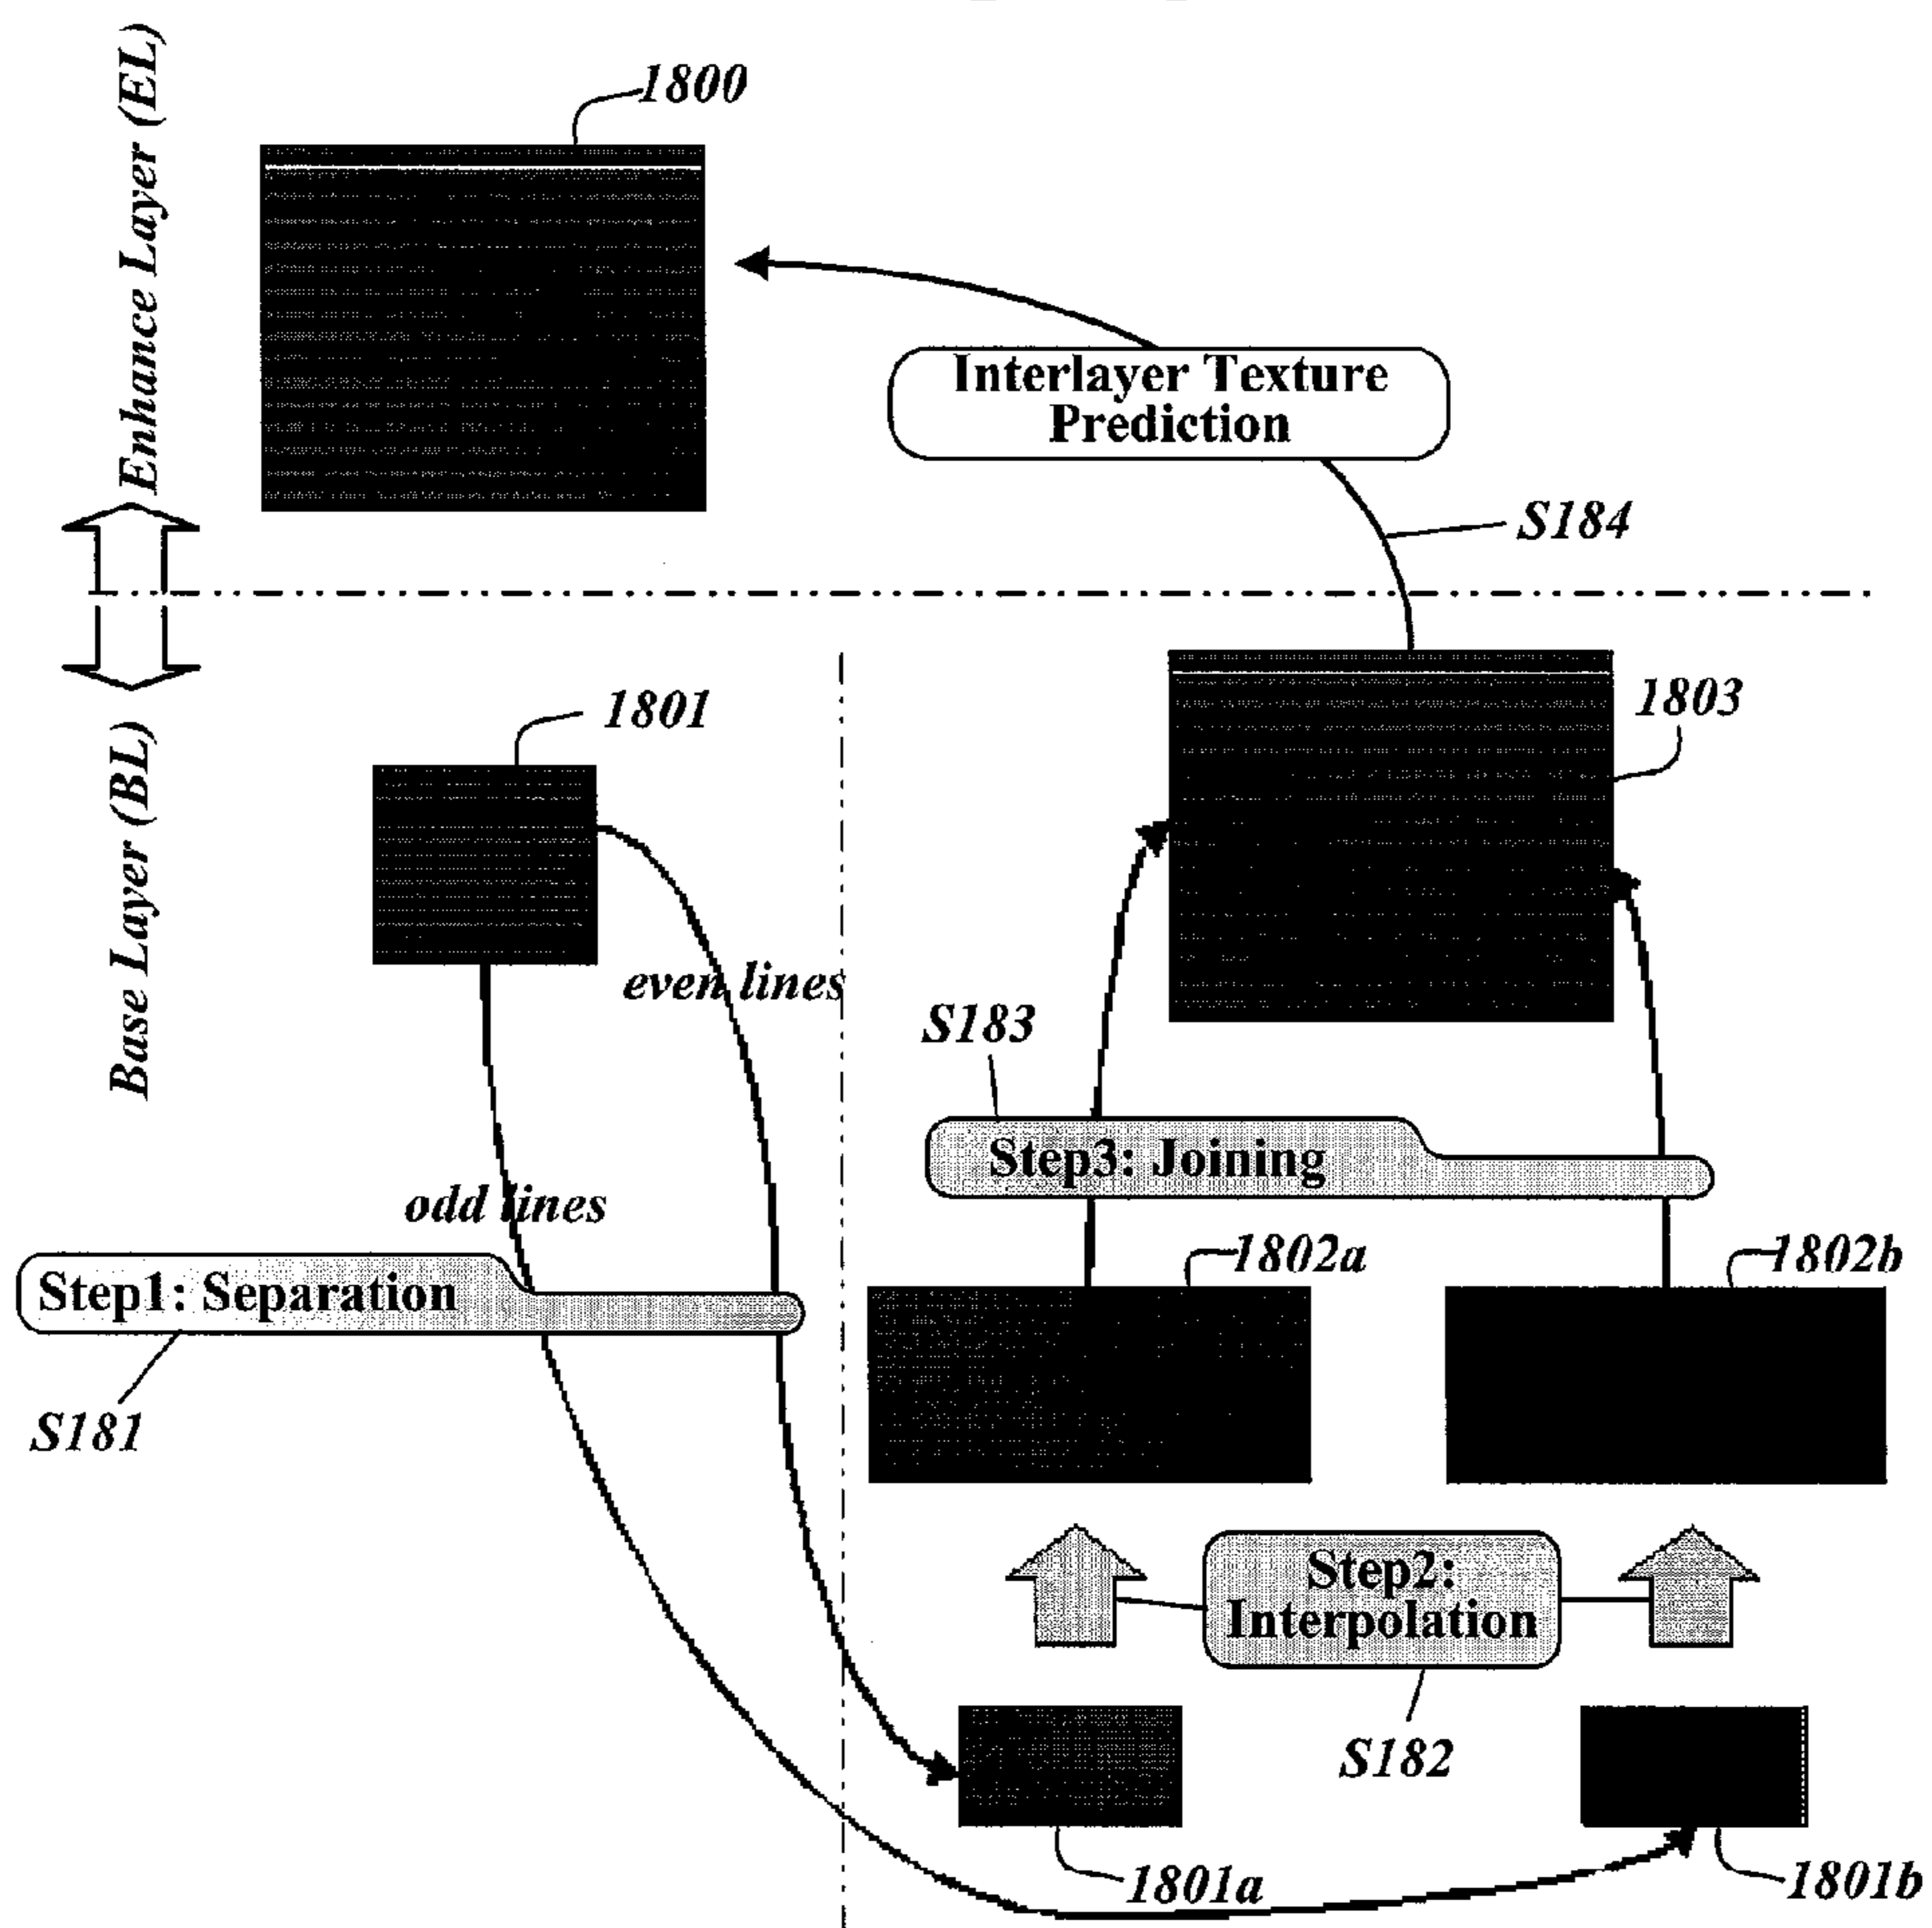 Enhance Layer (EL)
1800
Interlayer Texture
Prediction
S184
Base Layer (BL)
1801
1803
even lines
S183
Step3: Joining
odd lines
1802a
1802b
Step1: Separation
S181
Step2:
Interpolation
S182
1801a
1801b